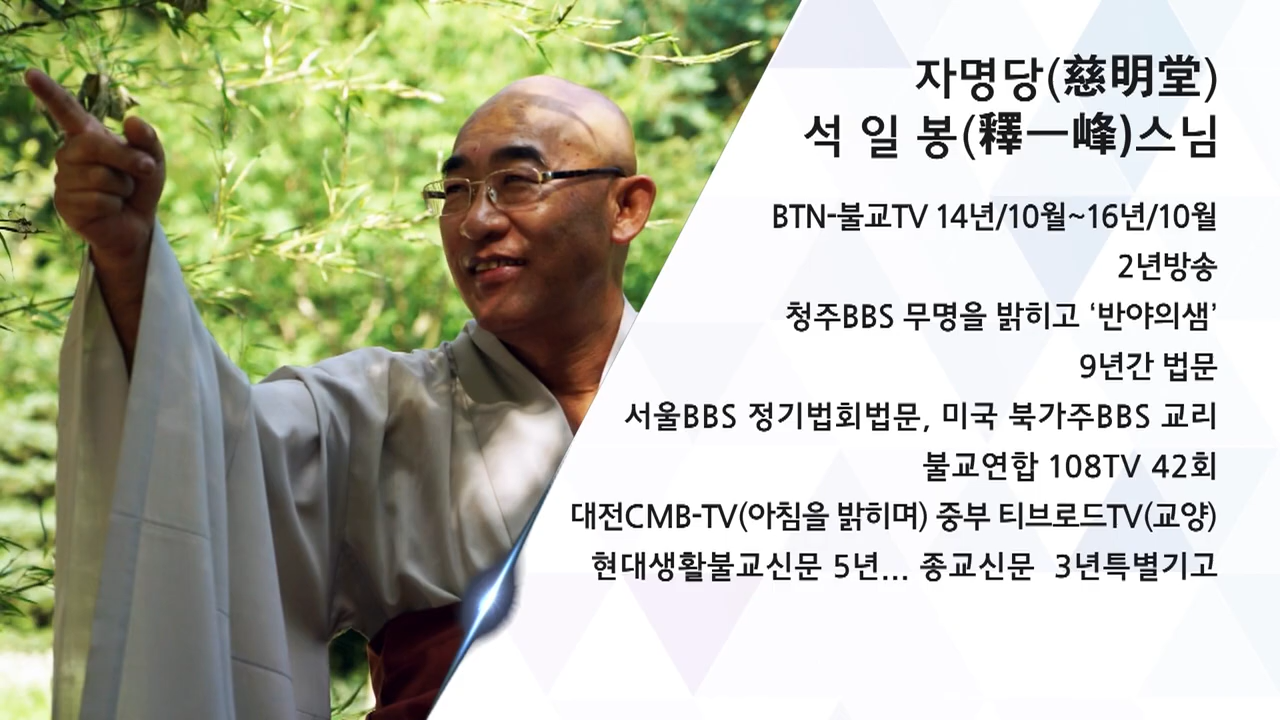 자명당(慈明堂)
석 일 봉(釋一峰)스님
BTN-불교TV 14년/10월~16년/10월
2년방송
청주BBS 무명을 밝히고 ‘반야의샘’
9년간 법문
서울BBS 정기법회법문, 미국 북가주BBS 교리
불교연합 108TV 42회
대전CMB-TV(아침을 밝히며) 중부 티브로드TV(교양)
현대생활불교신문 5년... 종교신문 3년특별기고